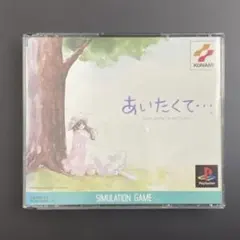 KONAMI
あいたくて…
PlayStation
SIMULATION GAME